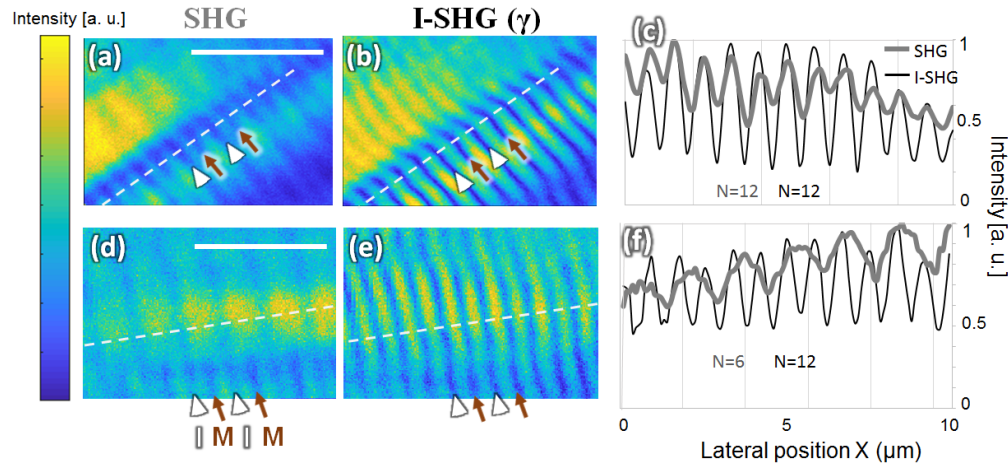 Intensity [a. u.]
SHG
I-SHG (γ)
(a)
(b)
(c)
SHG
I-SHG
1
0.5
0
N=12
N=12
Intensity [a. u.]
(d)
(e)
(f)
1
0.5
0
N=6
N=12
I M I M
0
5
10
Lateral position X (μm)